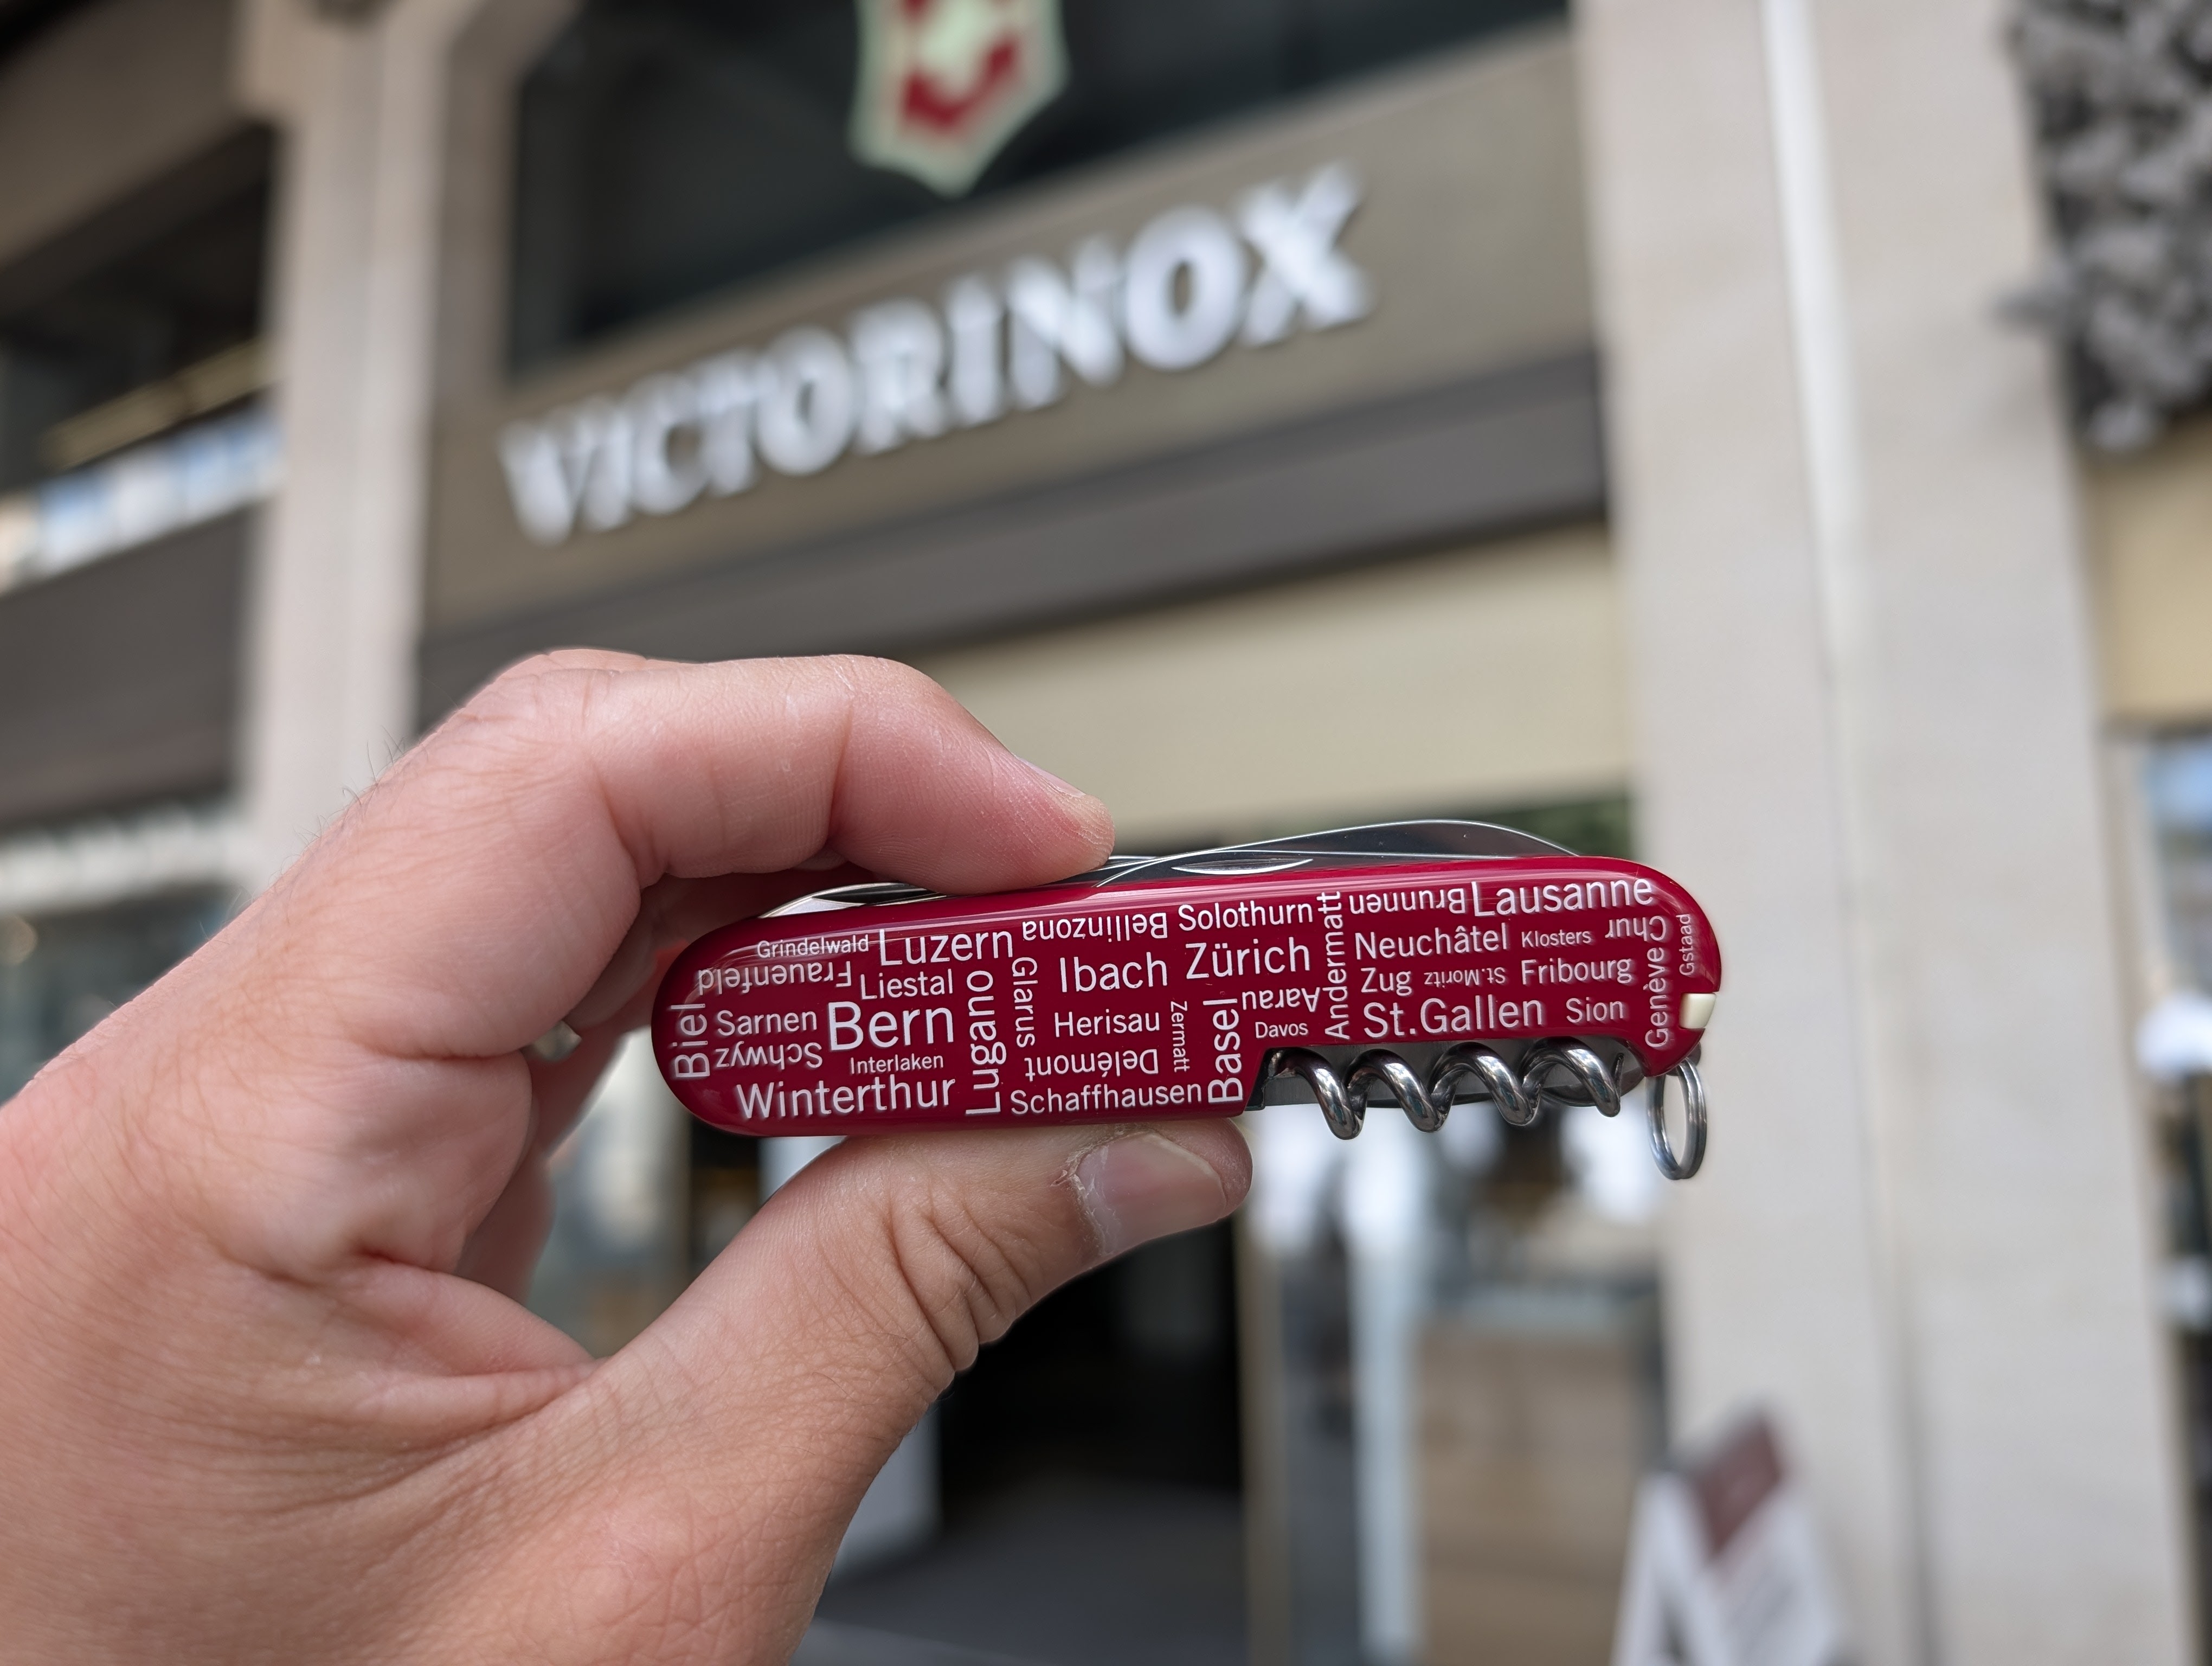 VICTORINOX
Grindelwald
Luzern
Bellinzona
Solothurn
Andermatt
Brunnen
Lausanne
Frauenfeld
Liestal
Lugano
Glarus
Ibach
Zürich
Neuchâtel
Klosters
Chur
Gstaad
Biel
Sarnen
Bern
Herisau
Zermatt
Basel
Aarau
Davos
Zug
St.Moritz
Fribourg
Genève
Schwyz
Interlaken
Delémont
St.Gallen
Sion
Winterthur
Schaffhausen